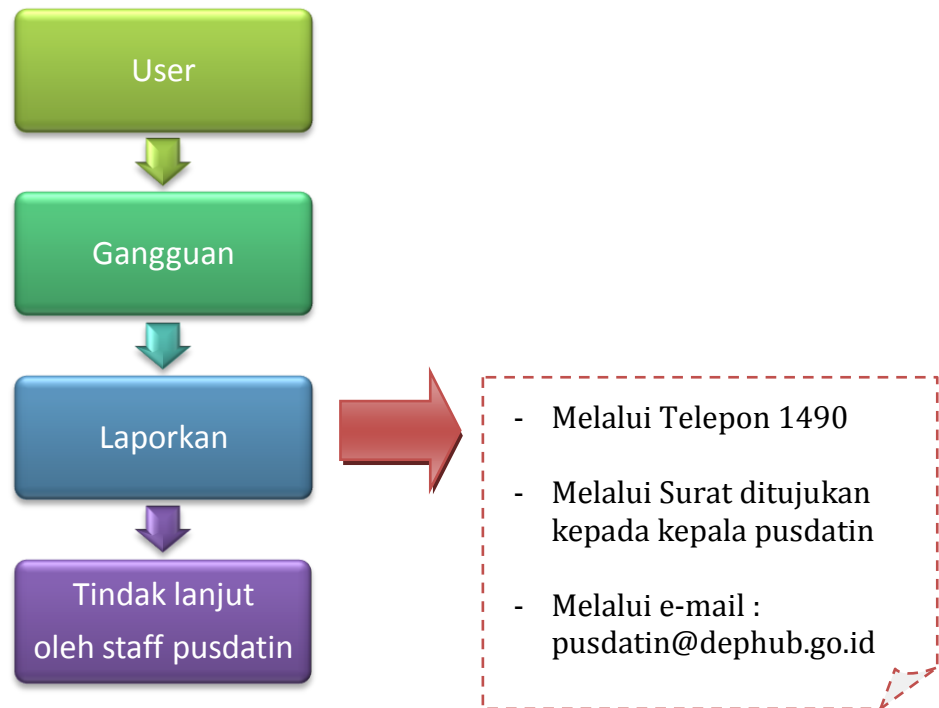 User
Gangguan
Laporkan
Tindak lanjut
oleh staff pusdatin
- Melalui Telepon 1490
- Melalui Surat ditujukan
kepada kepala pusdatin
- Melalui e-mail :
pusdatin@dephub.go.id